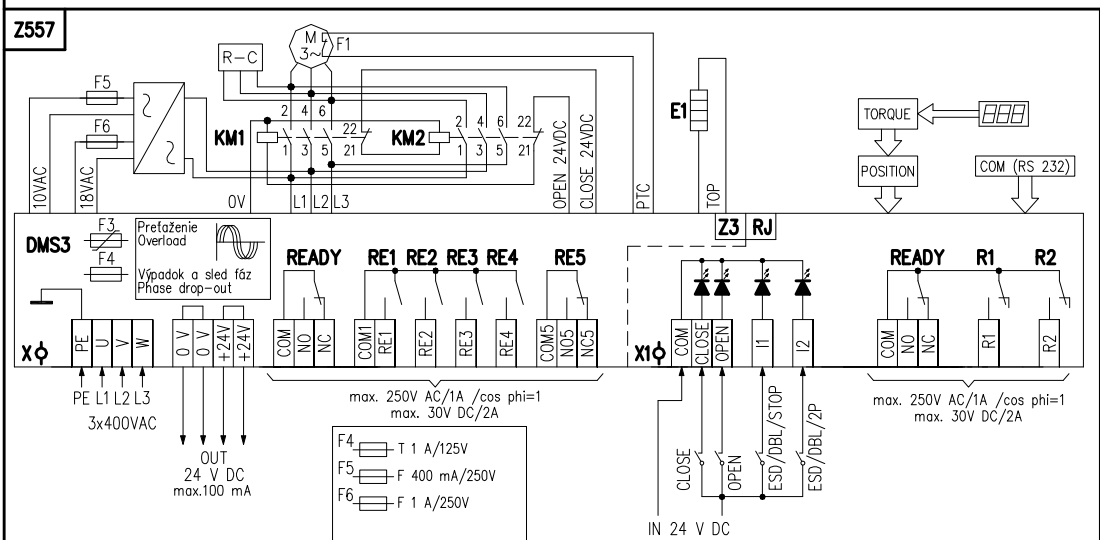 Z557
M
3~
F1
R-C
F5
F6
10VAC
18VAC
KM1
2 4 6
22
1 3 5
21
KM2
2 4 6
22
1 3 5
21
0V
L1 L2 L3
OPEN 24VDC
CLOSE 24VDC
PTC
E1
TOP
TORQUE
POSITION
COM (RS 232)
DMS3
F3
F4
Preťaženie
Overload
Výpadok a sled fáz
Phase drop-out
READY
RE1 RE2 RE3 RE4
RE5
Z3 RJ
READY
R1
R2
X
PE
U
V
W
0 V
0 V
+24V
+24V
COM
NO
NC
COM1
RE1
RE2
RE3
RE4
COM5
NO5
NC5
X1
COM
CLOSE
OPEN
I1
I2
COM
NO
NC
R1
R2
PE L1 L2 L3
3x400VAC
OUT
24 V DC
max.100 mA
max. 250V AC/1A /cos phi=1
max. 30V DC/2A
F4 T 1 A/125V
F5 F 400 mA/250V
F6 F 1 A/250V
CLOSE
OPEN
ESD/DBL/STOP
ESD/DBL/2P
IN 24 V DC
max. 250V AC/1A /cos phi=1
max. 30V DC/2A